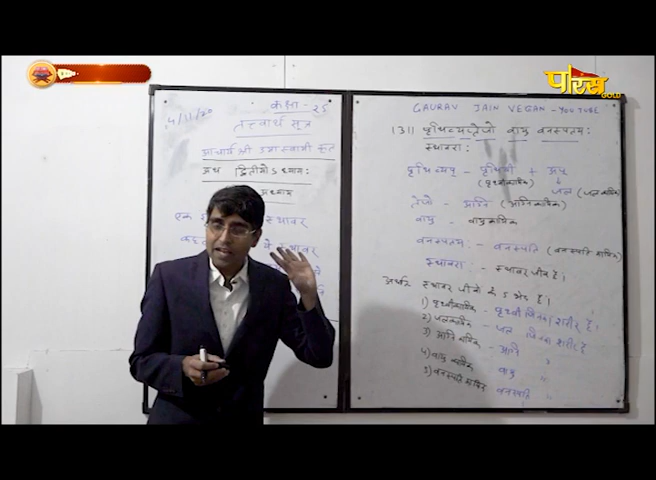 पारस
GOLD
4/11/20
कक्षा - 25
तत्त्वार्थ सूत्र
आचार्य श्री उमास्वामी कृत
अथ द्वितीयोऽध्यायः
अध्याय
स्थावर
GAURAV JAIN VEGAN - YOUTUBE
वायु वनस्पतयः
स्थावराः
पृथिव्यप् - पृथिवी + अप्
(पृथ्वीकायिक) जल (जलकायिक)
तेजो - अग्नि (अग्निकायिक)
वायु - वायुकायिक
वनस्पतयः - वनस्पति (वनस्पतिकायिक)
स्थावराः - स्थावर जीव है।
अर्थात् स्थावर जीवों के 5 भेद हैं।
1) पृथ्वीकायिक - पृथ्वी जिनका शरीर है।
2) जलकायिक - जल जिनका शरीर है
3) अग्निकायिक - अग्नि "
4) वायुकायिक वायु "
5) वनस्पतिकायिक वनस्पति "